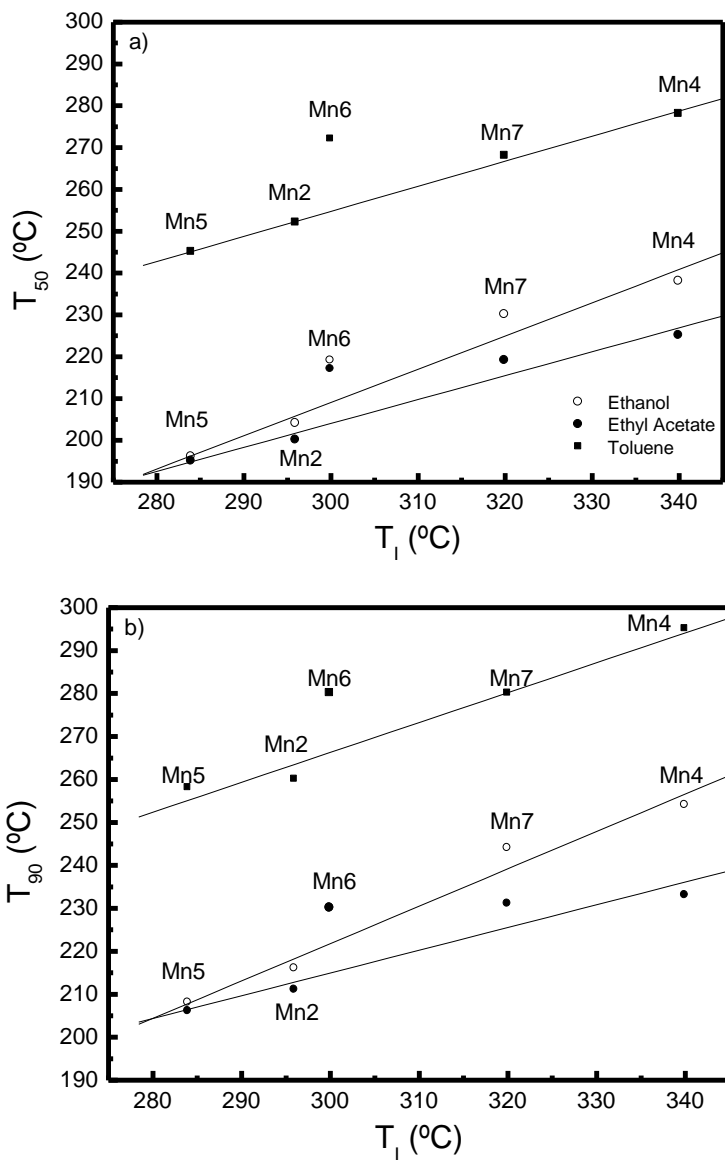 300
a)
290
Mn4
280
Mn6
Mn7
270
260
Mn2
Mn5
250
T50 (ºC)
240
Mn4
Mn7
230
Mn6
220
210
Mn5
Ethanol
Ethyl Acetate
200
Mn2
Toluene
190
280 290 300 310 320 330 340
TI (ºC)
300
b)
Mn4
290
Mn6
Mn7
280
270
Mn2
Mn5
260
Mn4
250
T90 (ºC)
Mn7
240
Mn6
230
220
Mn5
210
Mn2
200
190
280 290 300 310 320 330 340
TI (ºC)